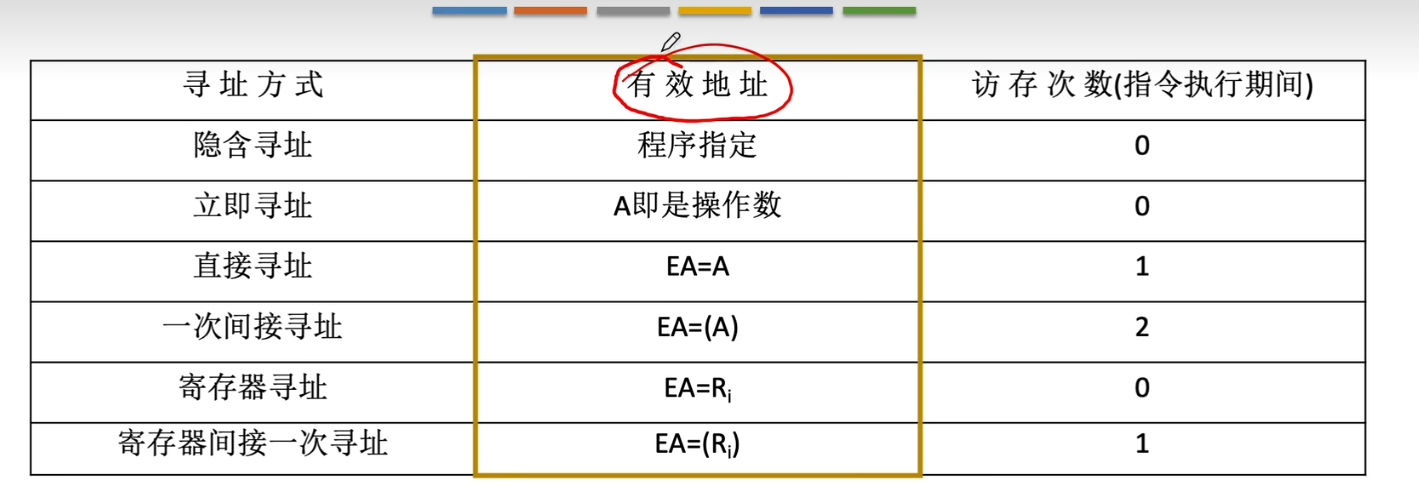 寻址方式 有效地址 访存次数(指令执行期间)
隐含寻址 程序指定 0
立即寻址 A即是操作数 0
直接寻址 EA=A 1
一次间接寻址 EA=(A) 2
寄存器寻址 EA=Ri 0
寄存器间接一次寻址 EA=(Ri) 1